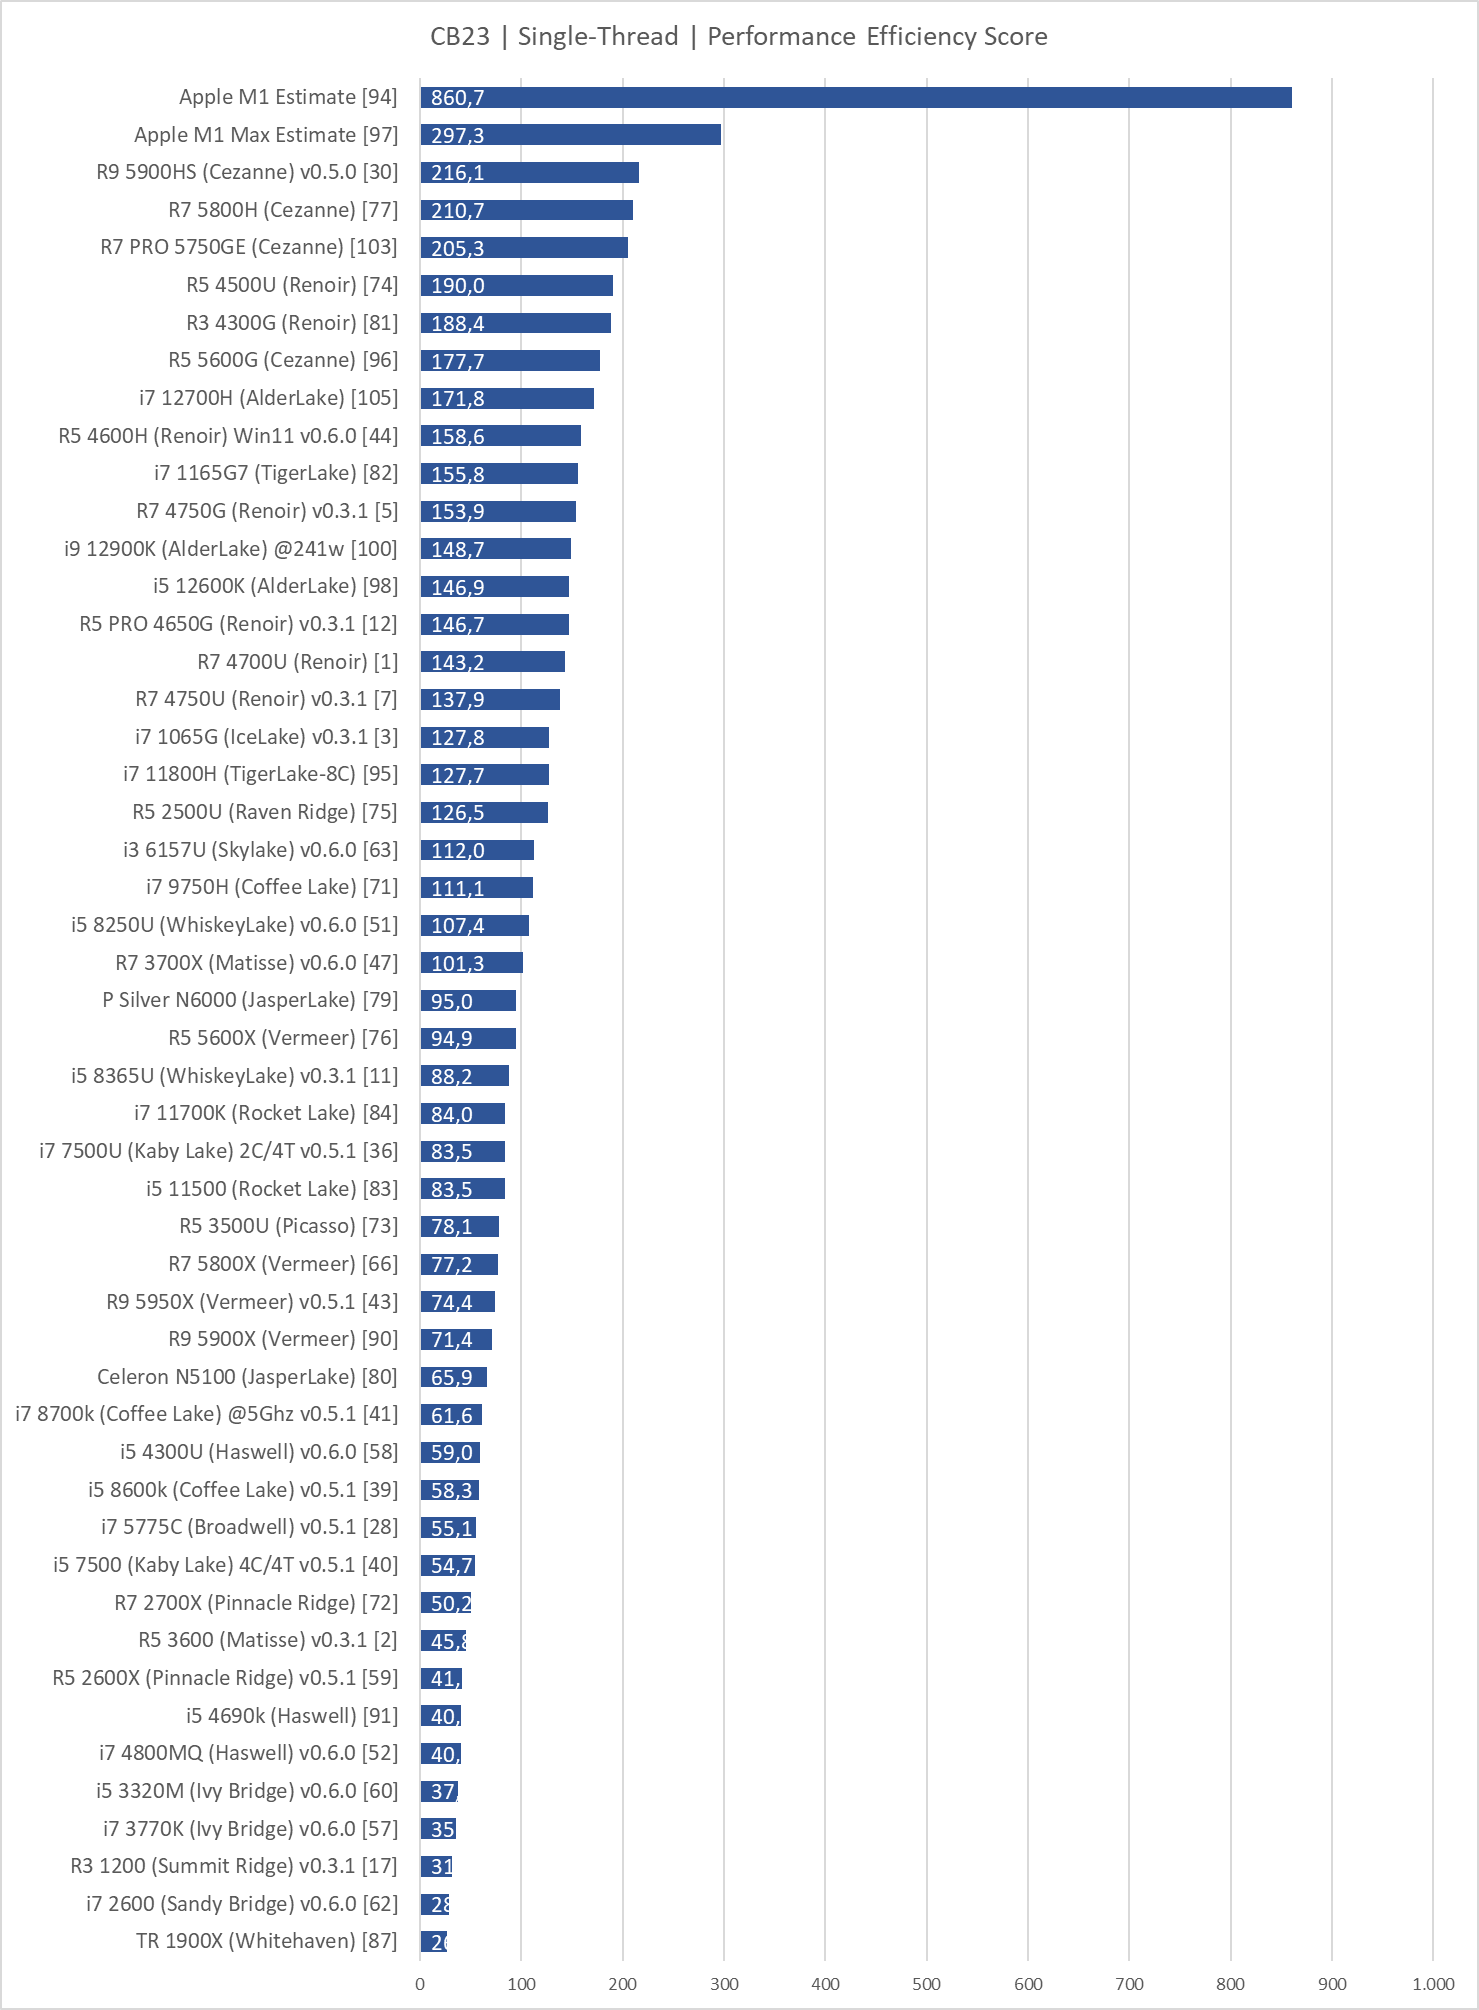 CB23 | Single-Thread | Performance Efficiency Score
Apple M1 Estimate [94] 860,7
Apple M1 Max Estimate [97] 297,3
R9 5900HS (Cezanne) v0.5.0 [30] 216,1
R7 5800H (Cezanne) [77] 210,7
R7 PRO 5750GE (Cezanne) [103] 205,3
R5 4500U (Renoir) [74] 190,0
R3 4300G (Renoir) [81] 188,4
R5 5600G (Cezanne) [96] 177,7
i7 12700H (AlderLake) [105] 171,8
R5 4600H (Renoir) Win11 v0.6.0 [44] 158,6
i7 1165G7 (TigerLake) [82] 155,8
R7 4750G (Renoir) v0.3.1 [5] 153,9
i9 12900K (AlderLake) @241w [100] 148,7
i5 12600K (AlderLake) [98] 146,9
R5 PRO 4650G (Renoir) v0.3.1 [12] 146,7
R7 4700U (Renoir) [1] 143,2
R7 4750U (Renoir) v0.3.1 [7] 137,9
i7 1065G (IceLake) v0.3.1 [3] 127,8
i7 11800H (TigerLake-8C) [95] 127,7
R5 2500U (Raven Ridge) [75] 126,5
i3 6157U (Skylake) v0.6.0 [63] 112,0
i7 9750H (Coffee Lake) [71] 111,1
i5 8250U (WhiskeyLake) v0.6.0 [51] 107,4
R7 3700X (Matisse) v0.6.0 [47] 101,3
P Silver N6000 (JasperLake) [79] 95,0
R5 5600X (Vermeer) [76] 94,9
i5 8365U (WhiskeyLake) v0.3.1 [11] 88,2
i7 11700K (Rocket Lake) [84] 84,0
i7 7500U (Kaby Lake) 2C/4T v0.5.1 [36] 83,5
i5 11500 (Rocket Lake) [83] 83,5
R5 3500U (Picasso) [73] 78,1
R7 5800X (Vermeer) [66] 77,2
R9 5950X (Vermeer) v0.5.1 [43] 74,4
R9 5900X (Vermeer) [90] 71,4
Celeron N5100 (JasperLake) [80] 65,9
i7 8700k (Coffee Lake) @5Ghz v0.5.1 [41] 61,6
i5 4300U (Haswell) v0.6.0 [58] 59,0
i5 8600k (Coffee Lake) v0.5.1 [39] 58,3
i7 5775C (Broadwell) v0.5.1 [28] 55,1
i5 7500 (Kaby Lake) 4C/4T v0.5.1 [40] 54,7
R7 2700X (Pinnacle Ridge) [72] 50,2
R5 3600 (Matisse) v0.3.1 [2] 45,8
R5 2600X (Pinnacle Ridge) v0.5.1 [59] 41,
i5 4690k (Haswell) [91] 40,
i7 4800MQ (Haswell) v0.6.0 [52] 40,
i5 3320M (Ivy Bridge) v0.6.0 [60] 37
i7 3770K (Ivy Bridge) v0.6.0 [57] 35
R3 1200 (Summit Ridge) v0.3.1 [17] 31
i7 2600 (Sandy Bridge) v0.6.0 [62] 28
TR 1900X (Whitehaven) [87] 26
0 100 200 300 400 500 600 700 800 900 1.000